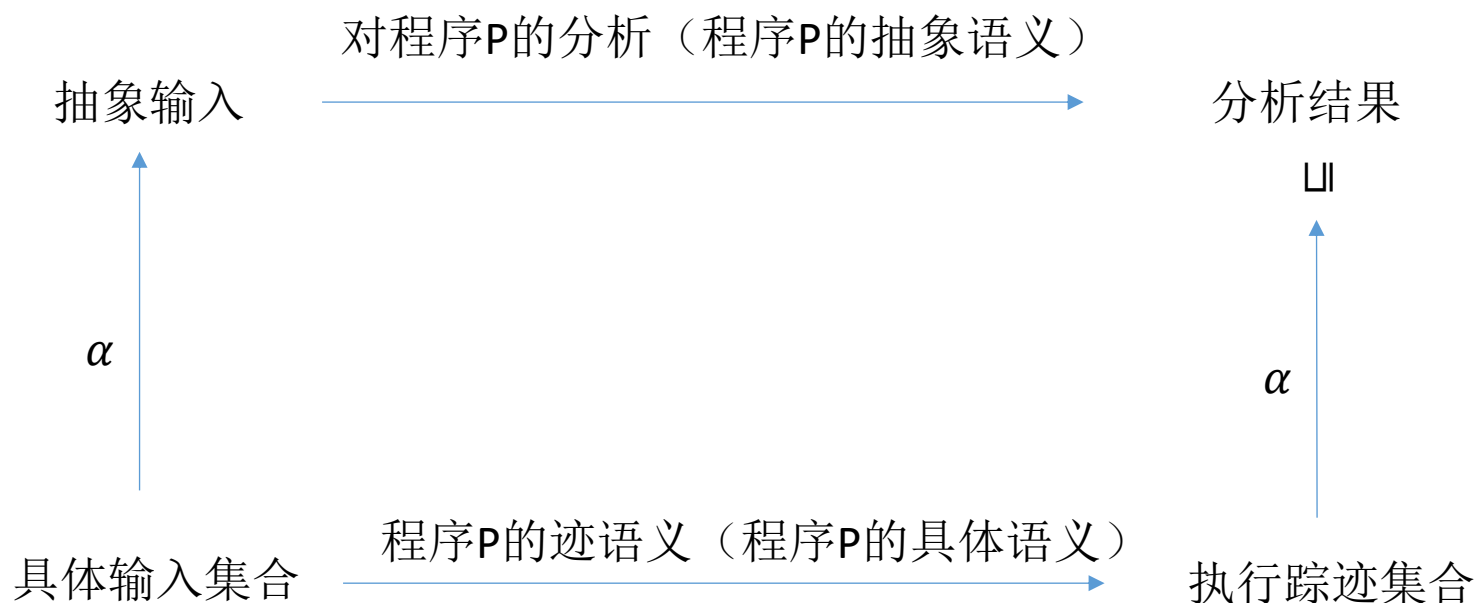 对程序P的分析（程序P的抽象语义）
抽象输入
分析结果
⊑
α
α
程序P的迹语义（程序P的具体语义）
具体输入集合
执行踪迹集合